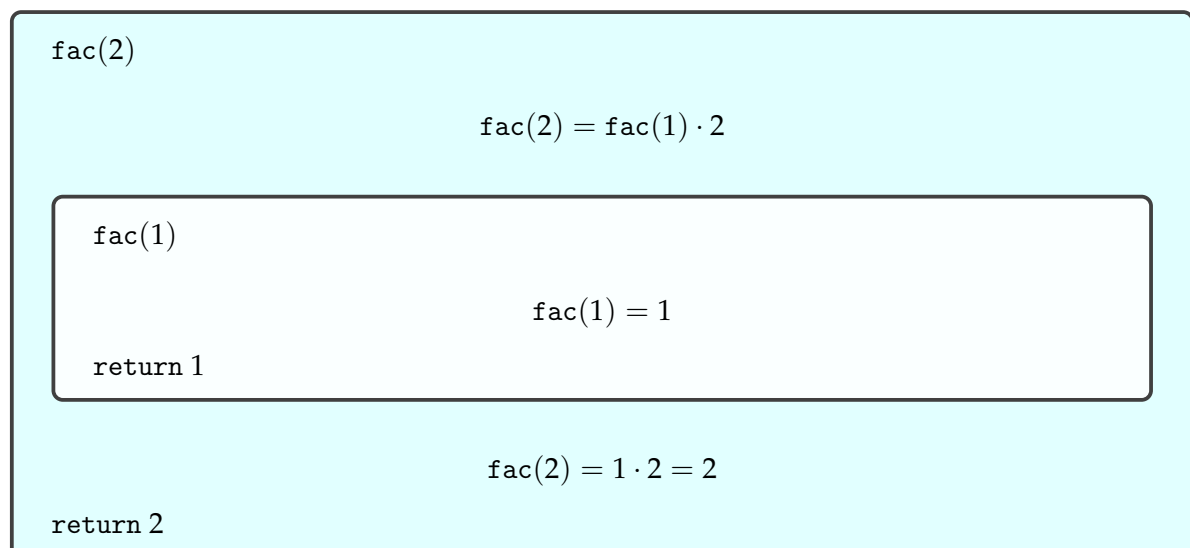 fac(2)
fac(2) = fac(1) · 2
fac(1)
fac(1) = 1
return 1
fac(2) = 1 · 2 = 2
return 2